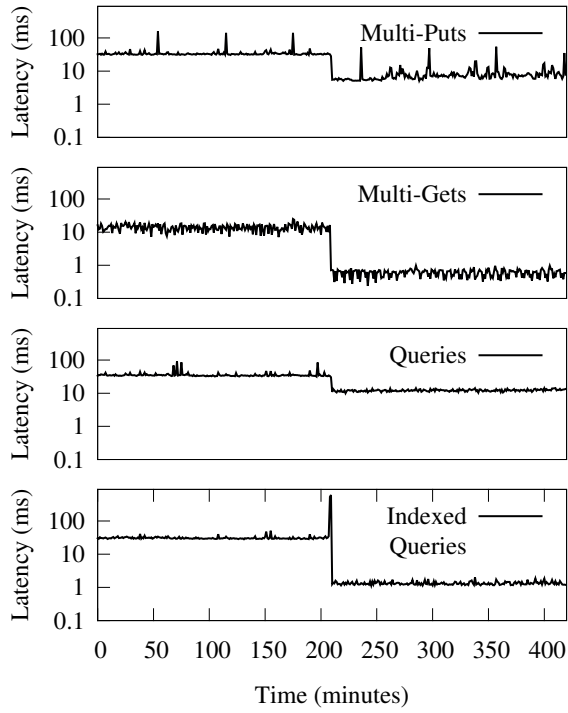 Multi-Puts
Latency (ms)
100
10
1
0.1
Multi-Gets
Latency (ms)
100
10
1
0.1
Queries
Latency (ms)
100
10
1
0.1
Indexed
Queries
Latency (ms)
100
10
1
0.1
0 50 100 150 200 250 300 350 400
Time (minutes)